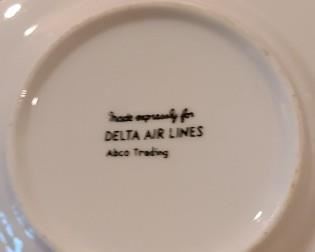 made expressly for
DELTA AIR LINES
Abco Trading